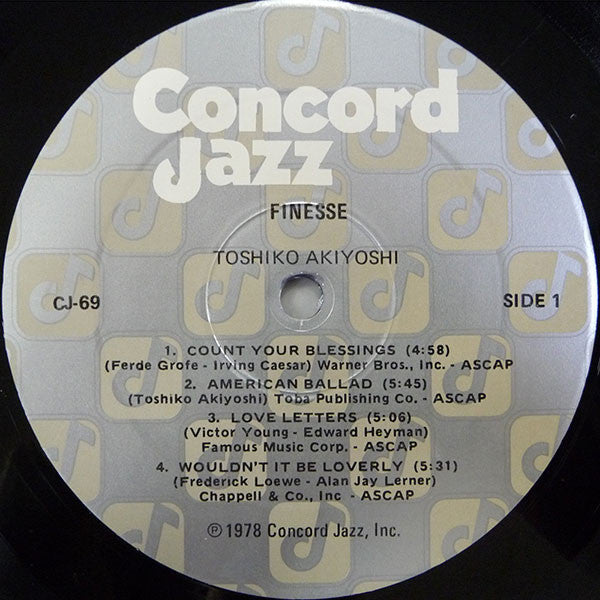 Concord
Jazz
FINESSE
TOSHIKO AKIYOSHI
CJ-69
SIDE 1
1. COUNT YOUR BLESSINGS (4:58)
(Ferde Grofe - Irving Caesar) Warner Bros., Inc. - ASCAP
2. AMERICAN BALLAD (5:45)
(Toshiko Akiyoshi) Toba Publishing Co. - ASCAP
3. LOVE LETTERS (5:06)
(Victor Young - Edward Heyman)
Famous Music Corp. - ASCAP
4. WOULDN'T IT BE LOVERLY (5:31)
(Frederick Loewe - Alan Jay Lerner)
Chappell & Co., Inc - ASCAP
℗ 1978 Concord Jazz, Inc.